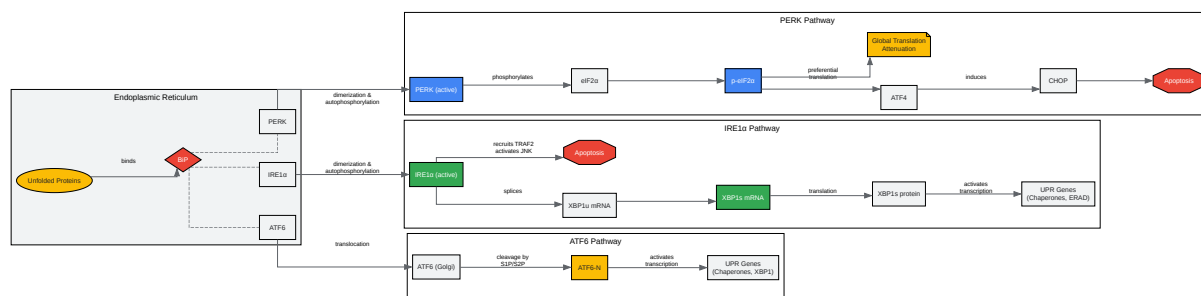 PERK Pathway
Global Translation
Attenuation
PERK (active)
phosphorylates
eIF2α
p-eIF2α
preferential
translation
ATF4
induces
CHOP
Apoptosis
Endoplasmic Reticulum
dimerization &
autophosphorylation
PERK
BiP
binds
Unfolded Proteins
IRE1α
ATF6
dimerization &
autophosphorylation
translocation
IRE1α Pathway
IRE1α (active)
recruits TRAF2
activates JNK
Apoptosis
splices
XBP1u mRNA
XBP1s mRNA
translation
XBP1s protein
activates
transcription
UPR Genes
(Chaperones, ERAD)
ATF6 Pathway
ATF6 (Golgi)
cleavage by
S1P/S2P
ATF6-N
activates
transcription
UPR Genes
(Chaperones, XBP1)